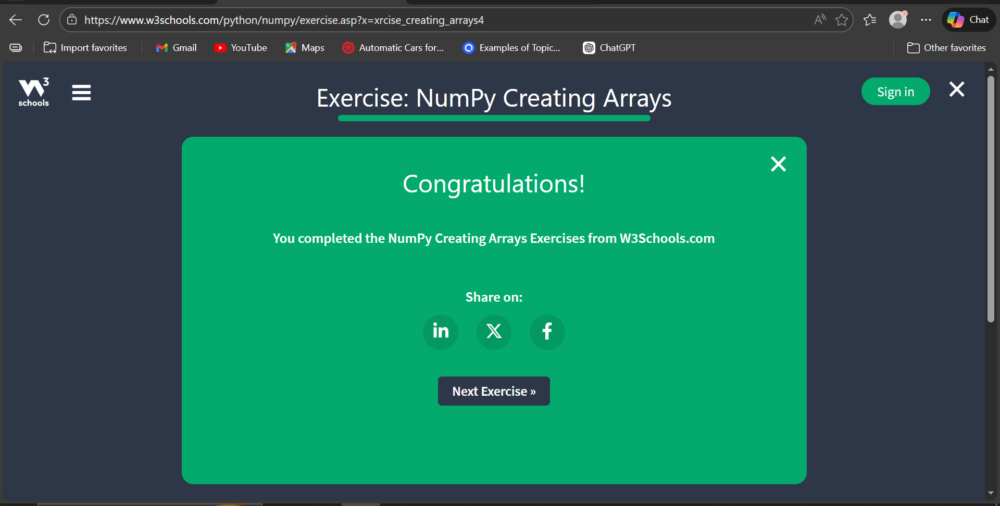 https://www.w3schools.com/python/numpy/exercise.asp?x=xrcise_creating_arrays4
Chat
Import favorites
Gmail
YouTube
Maps
Automatic Cars for...
Examples of Topic...
ChatGPT
Other favorites
W3
schools
Exercise: NumPy Creating Arrays
Sign in
Congratulations!
You completed the NumPy Creating Arrays Exercises from W3Schools.com
Share on:
in
X
f
Next Exercise »